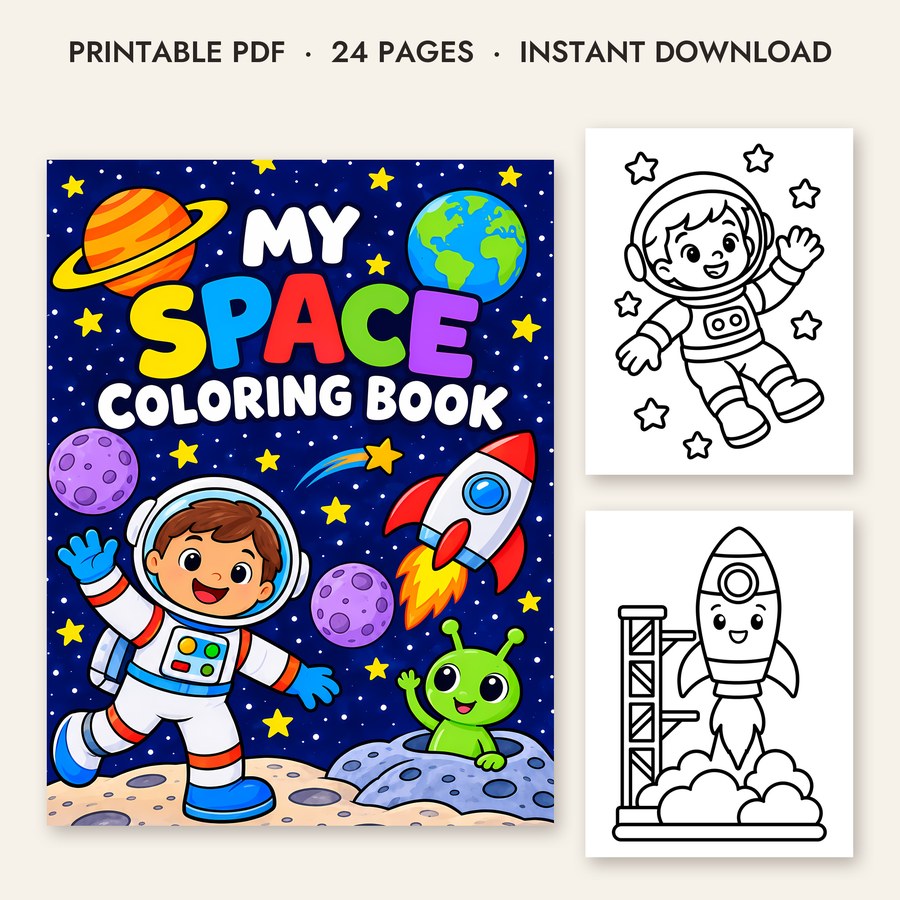 PRINTABLE PDF · 24 PAGES · INSTANT DOWNLOAD
MY
SPACE
COLORING BOOK